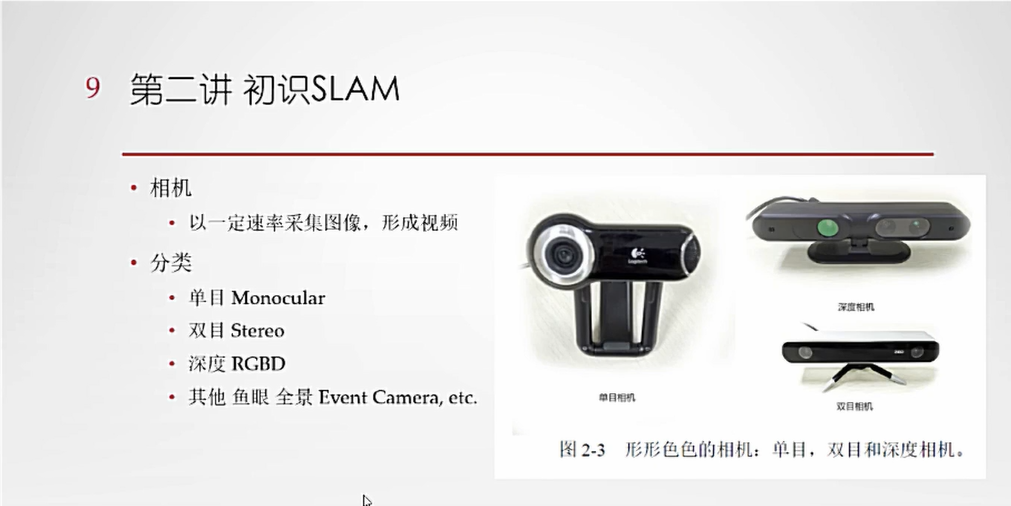 9
第二讲 初识SLAM
• 相机
• 以一定速率采集图像，形成视频
• 分类
• 单目 Monocular
• 双目 Stereo
• 深度 RGBD
• 其他 鱼眼 全景 Event Camera, etc.
Logitech
深度相机
单目相机
双目相机
图 2-3 形形色色的相机：单目，双目和深度相机。